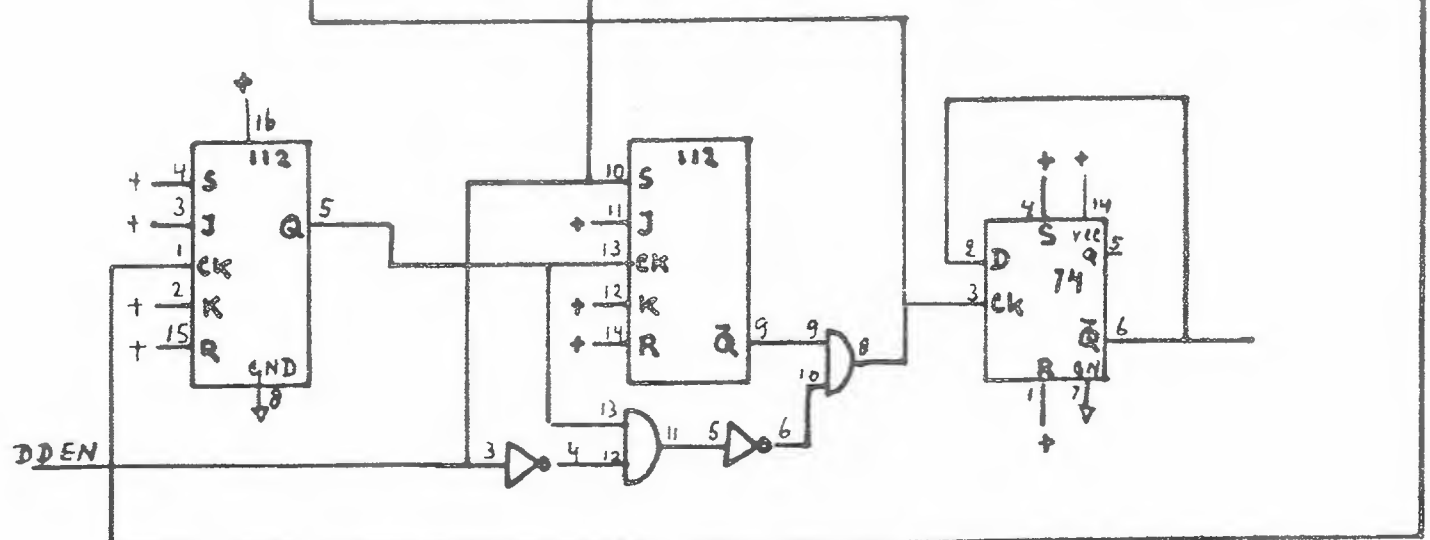 +
16
112
4 S
+
3 J
+
Q 5
1 CK
2 K
+
15 R
+
GND
8
112
10 S
11 J
+
13 CK
12 K
+
14 R
+
Q̅ 9
9
10
8
13
12
11
5
6
3
4
DDEN
+ +
4 14
S VCC
2 D
Q 5
74
3 CK
Q̅ 6
R GN
1 7
+